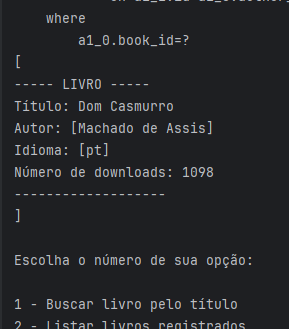 where
a1_0.book_id=?
[
----- LIVRO -----
Título: Dom Casmurro
Autor: [Machado de Assis]
Idioma: [pt]
Número de downloads: 1098
-------------------
]
Escolha o número de sua opção:
1 - Buscar livro pelo título
2 - Listar livros registrados